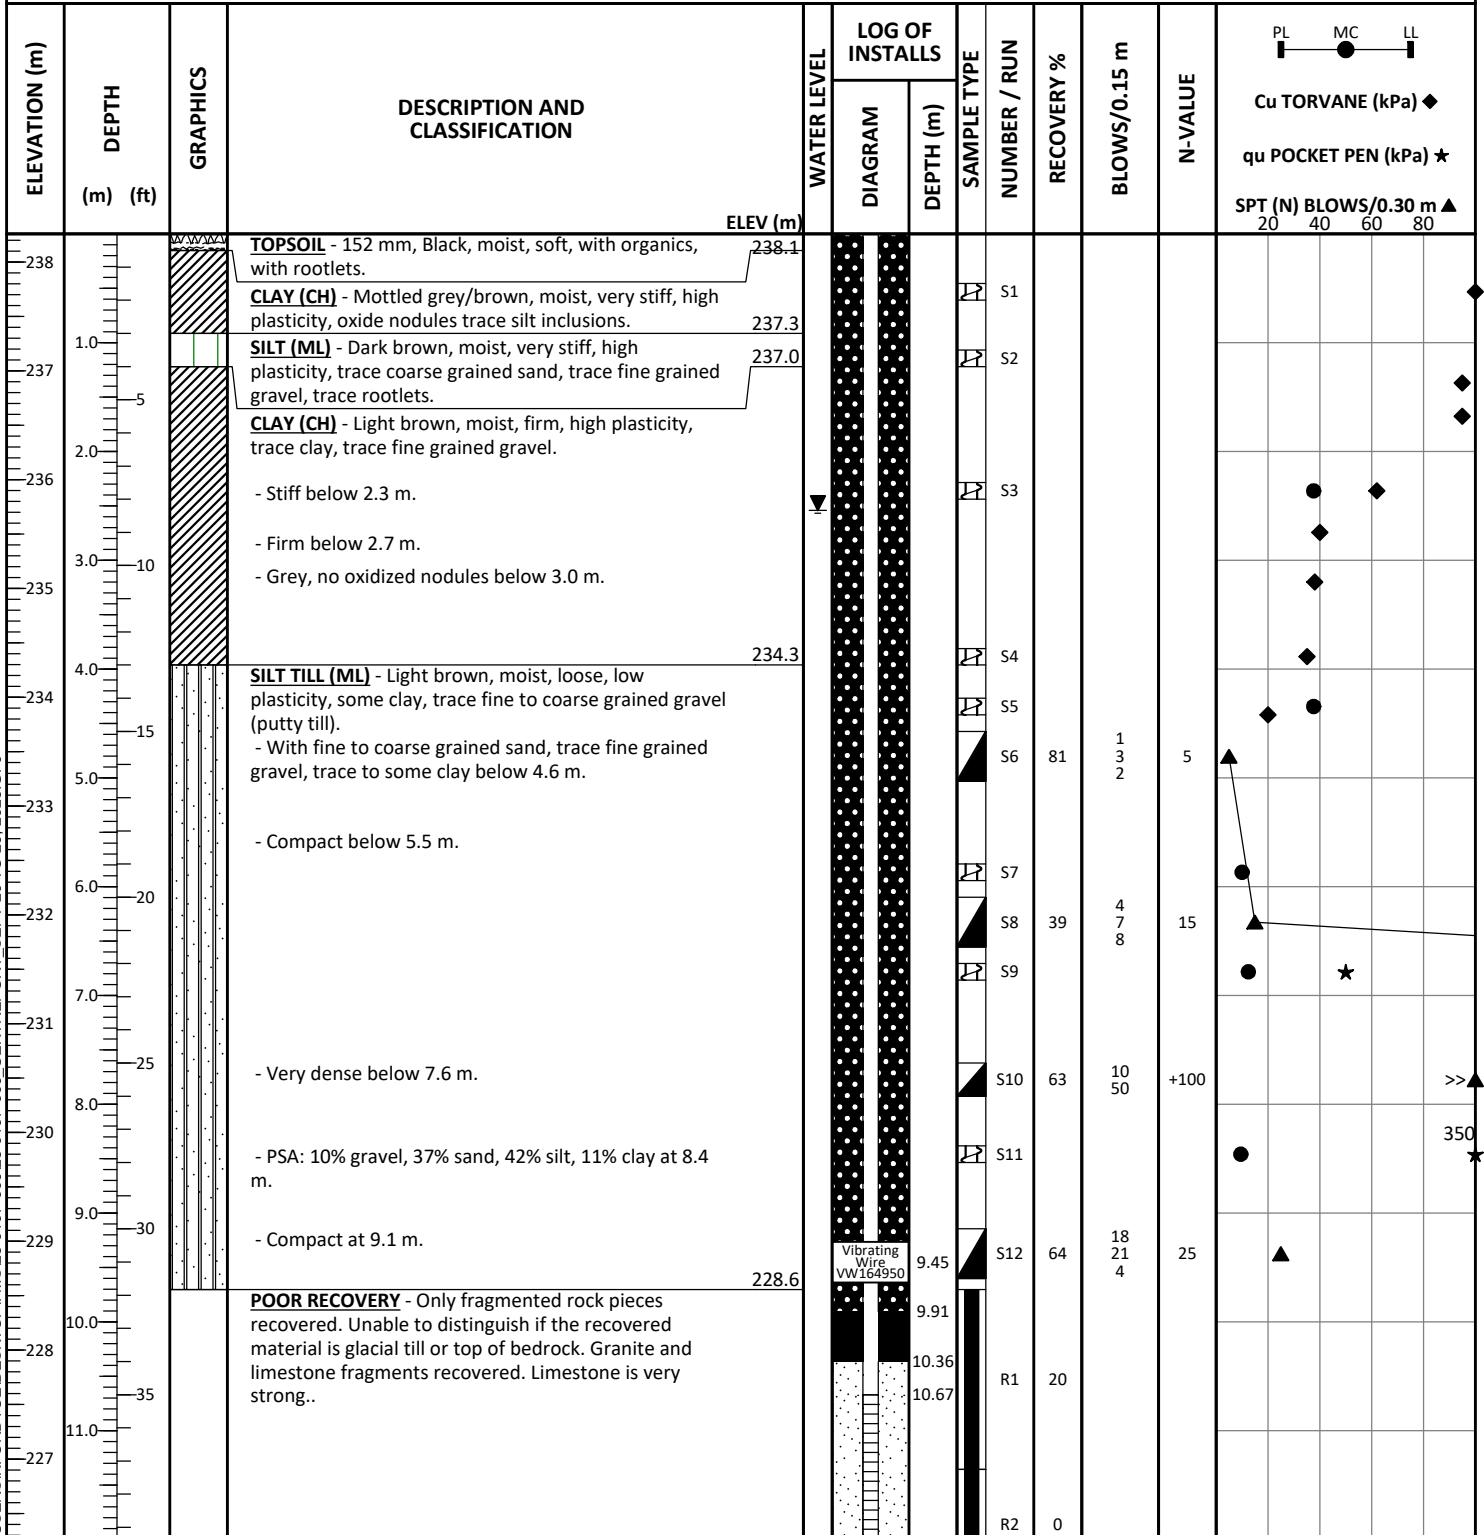 ELEVATION (m)
DEPTH
(m) (ft)
GRAPHICS
DESCRIPTION AND
CLASSIFICATION
ELEV (m)
WATER LEVEL
LOG OF
INSTALLS
DIAGRAM
DEPTH (m)
SAMPLE TYPE
NUMBER / RUN
RECOVERY %
BLOWS/0.15 m
N-VALUE
PL MC LL
Cu TORVANE (kPa)
qu POCKET PEN (kPa)
SPT (N) BLOWS/0.30 m
20 40 60 80
238
237
236
235
234
233
232
231
230
229
228
227
1.0
2.0
3.0
4.0
5.0
6.0
7.0
8.0
9.0
10.0
11.0
5
10
15
20
25
30
35
TOPSOIL - 152 mm, Black, moist, soft, with organics,
with rootlets.
238.1
CLAY (CH) - Mottled grey/brown, moist, very stiff, high
plasticity, oxide nodules trace silt inclusions.
237.3
SILT (ML) - Dark brown, moist, very stiff, high
plasticity, trace coarse grained sand, trace fine grained
gravel, trace rootlets.
237.0
CLAY (CH) - Light brown, moist, firm, high plasticity,
trace clay, trace fine grained gravel.
- Stiff below 2.3 m.
- Firm below 2.7 m.
- Grey, no oxidized nodules below 3.0 m.
234.3
SILT TILL (ML) - Light brown, moist, loose, low
plasticity, some clay, trace fine to coarse grained gravel
(putty till).
- With fine to coarse grained sand, trace fine grained
gravel, trace to some clay below 4.6 m.
- Compact below 5.5 m.
- Very dense below 7.6 m.
- PSA: 10% gravel, 37% sand, 42% silt, 11% clay at 8.4
m.
- Compact at 9.1 m.
228.6
POOR RECOVERY - Only fragmented rock pieces
recovered. Unable to distinguish if the recovered
material is glacial till or top of bedrock. Granite and
limestone fragments recovered. Limestone is very
strong..
Vibrating
Wire
VW164950
9.45
9.91
10.36
10.67
S1
S2
S3
S4
S5
S6 81 1 3 2 5
S7
S8 39 4 7 8 15
S9
S10 63 10 50 +100 >>
350
S11
S12 64 18 21 4 25
R1 20
R2 0